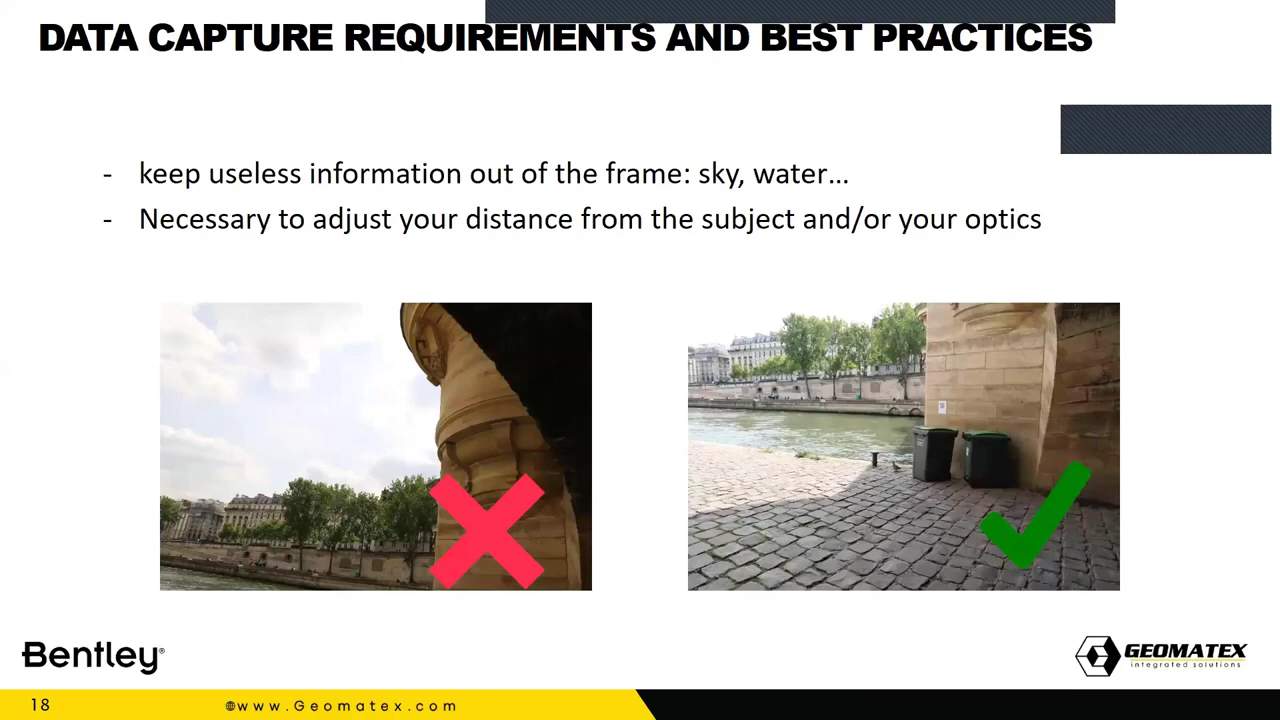 DATA CAPTURE REQUIREMENTS AND BEST PRACTICES
- keep useless information out of the frame: sky, water...
- Necessary to adjust your distance from the subject and/or your optics
Bentley®
GEOMATEX
integrated solutions
18
www.Geomatex.com